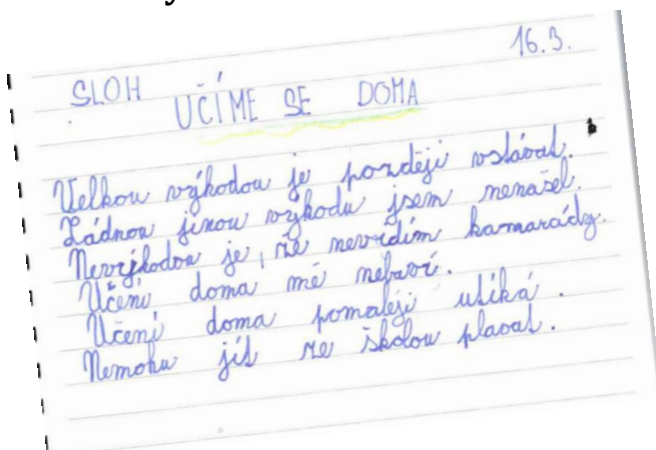 16.3.
SLOH
UČÍME SE DOMA
Velkou výhodou je později vstávat.
Žádnou jinou výhodu jsem nenašel.
Nevýhodou je, že nevidím kamarády.
Učení doma mě nebaví.
Učení doma pomaleji utíká.
Nemohu jít ze školou plavat.